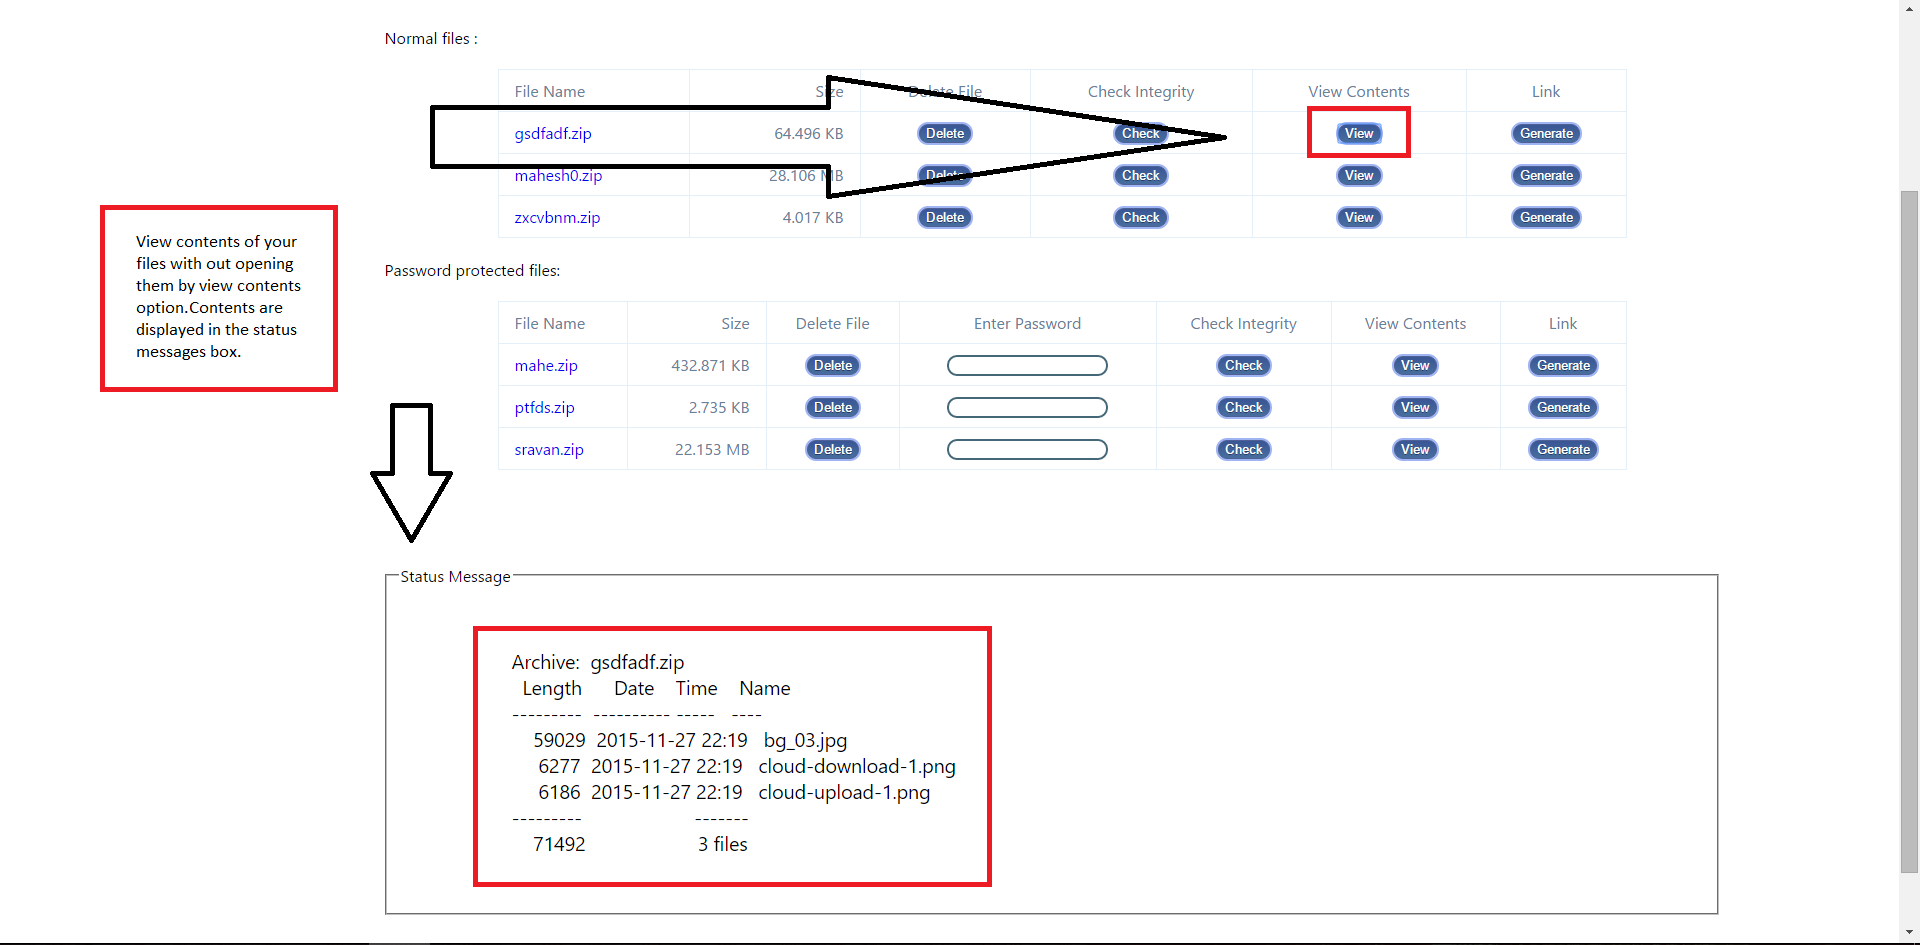 Normal files :
File Name Size Delete File Check Integrity View Contents Link
gsdfadf.zip 64.496 KB Delete Check View Generate
mahesh0.zip 28.106 MB Delete Check View Generate
zxcvbnm.zip 4.017 KB Delete Check View Generate
View contents of your
files with out opening
them by view contents
option.Contents are
displayed in the status
messages box.
Password protected files:
File Name Size Delete File Enter Password Check Integrity View Contents Link
mahe.zip 432.871 KB Delete Check View Generate
ptfds.zip 2.735 KB Delete Check View Generate
sravan.zip 22.153 MB Delete Check View Generate
Status Message
Archive: gsdfadf.zip
Length Date Time Name
--------- ---------- ----- ----
59029 2015-11-27 22:19 bg_03.jpg
6277 2015-11-27 22:19 cloud-download-1.png
6186 2015-11-27 22:19 cloud-upload-1.png
--------- -------
71492 3 files